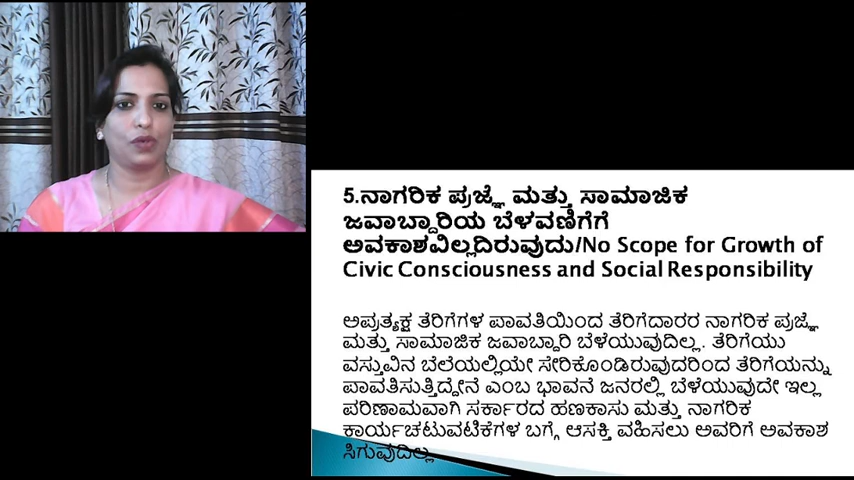 5.ನಾಗರಿಕ ಪ್ರಜ್ಞೆ ಮತ್ತು ಸಾಮಾಜಿಕ
ಜವಾಬ್ದಾರಿಯ ಬೆಳವಣಿಗೆಗೆ
ಅವಕಾಶವಿಲ್ಲದಿರುವುದು/No Scope for Growth of
Civic Consciousness and Social Responsibility
ಅಪ್ರತ್ಯಕ್ಷ ತೆರಿಗೆಗಳ ಪಾವತಿಯಿಂದ ತೆರಿಗೆದಾರರ ನಾಗರಿಕ ಪ್ರಜ್ಞೆ
ಮತ್ತು ಸಾಮಾಜಿಕ ಜವಾಬ್ದಾರಿ ಬೆಳೆಯುವುದಿಲ್ಲ. ತೆರಿಗೆಯು
ವಸ್ತುವಿನ ಬೆಲೆಯಲ್ಲಿಯೇ ಸೇರಿಕೊಂಡಿರುವುದರಿಂದ ತೆರಿಗೆಯನ್ನು
ಪಾವತಿಸುತ್ತಿದ್ದೇನೆ ಎಂಬ ಭಾವನೆ ಜನರಲ್ಲಿ ಬೆಳೆಯುವುದೇ ಇಲ್ಲ
ಪರಿಣಾಮವಾಗಿ ಸರ್ಕಾರದ ಹಣಕಾಸು ಮತ್ತು ನಾಗರಿಕ
ಕಾರ್ಯಚಟುವಟಿಕೆಗಳ ಬಗ್ಗೆ ಆಸಕ್ತಿ ವಹಿಸಲು ಅವರಿಗೆ ಅವಕಾಶ
ಸಿಗುವುದಿಲ್ಲ.